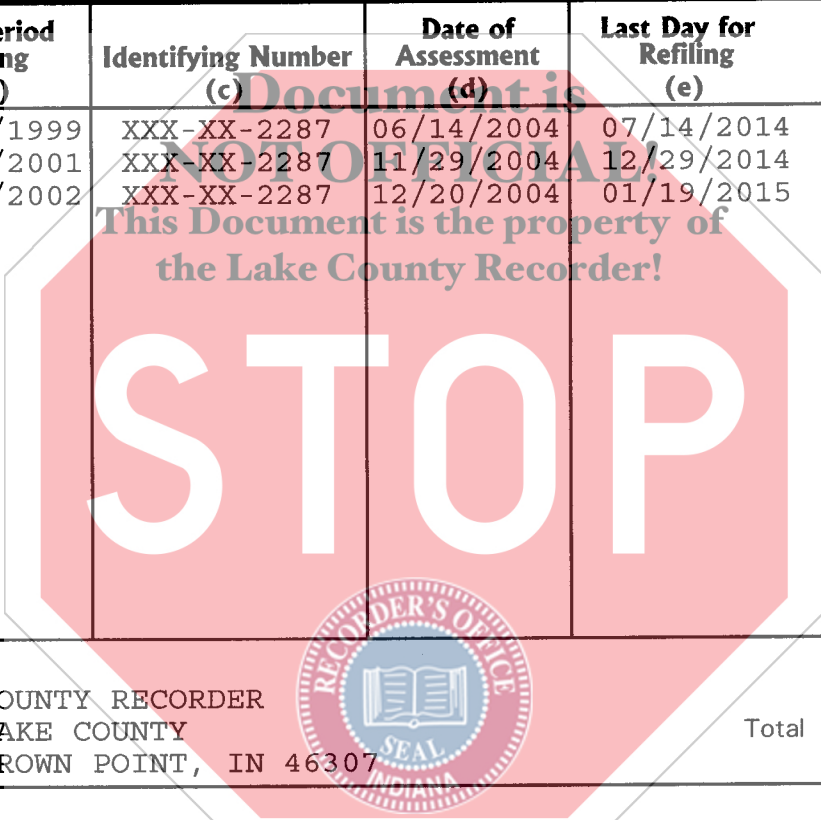 eriod
ng
)
Identifying Number
(c)
Date of
Assessment
(d)
Last Day for
Refiling
(e)
/1999 XXX-XX-2287 06/14/2004 07/14/2014
/2001 XXX-XX-2287 11/29/2004 12/29/2014
/2002 XXX-XX-2287 12/20/2004 01/19/2015
Document is
NOT OFFICIAL!
This Document is the property of
the Lake County Recorder!
STOP
RECORDER'S OFFICE
SEAL
INDIANA
OUNTY RECORDER
AKE COUNTY
ROWN POINT, IN 46307
Total